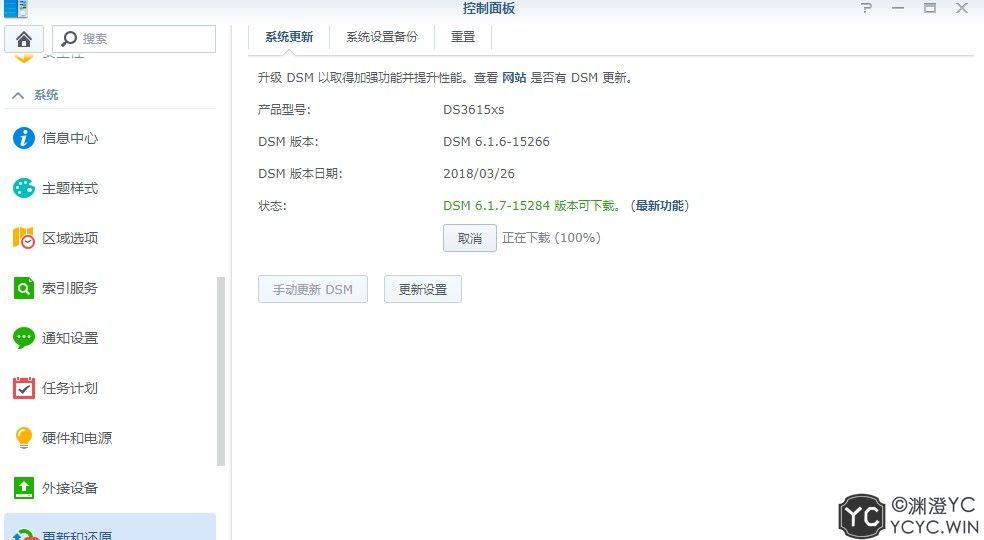 控制面板
搜索
安全性
系统
信息中心
主题样式
区域选项
索引服务
通知设置
任务计划
硬件和电源
外接设备
更新和还原
系统更新 系统设置备份 重置
升级 DSM 以取得加强功能并提升性能。查看 网站 是否有 DSM 更新。
产品型号: DS3615xs
DSM 版本: DSM 6.1.6-15266
DSM 版本日期: 2018/03/26
状态: DSM 6.1.7-15284 版本可下载。 (最新功能)
取消 正在下载 (100%)
手动更新 DSM 更新设置
YC ©渊澄YC
YCYC.WIN